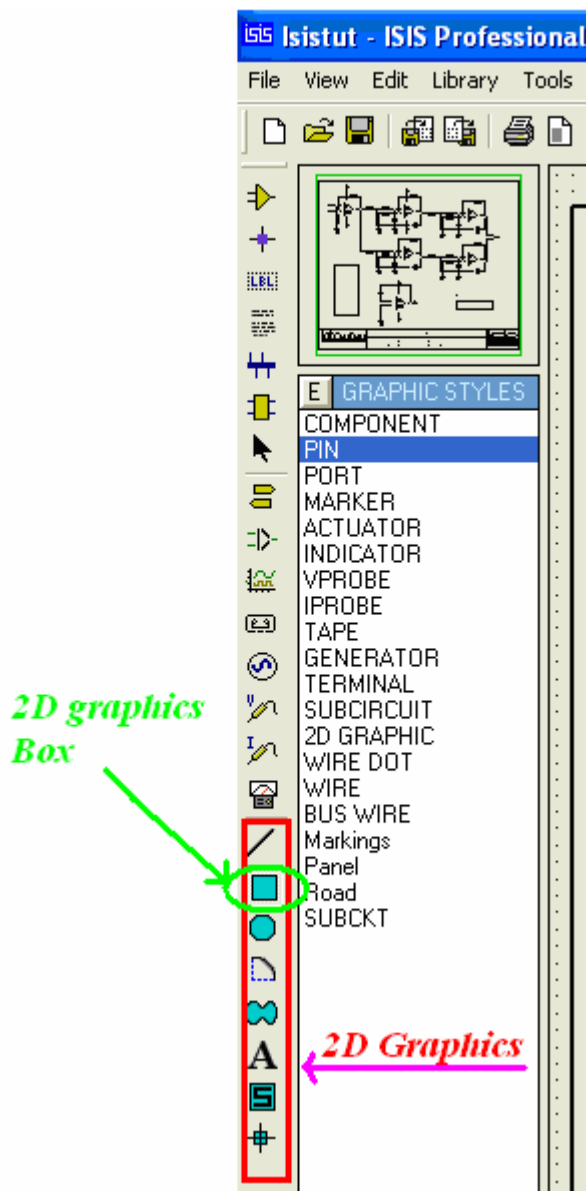 isis Isistut - ISIS Professional
File View Edit Library Tools
LBL
E GRAPHIC STYLES
COMPONENT
PIN
PORT
MARKER
ACTUATOR
INDICATOR
VPROBE
IPROBE
TAPE
GENERATOR
TERMINAL
SUBCIRCUIT
2D GRAPHIC
WIRE DOT
WIRE
BUS WIRE
Markings
Panel
Road
SUBCKT
2D graphics
Box
V
I
A
S
2D Graphics